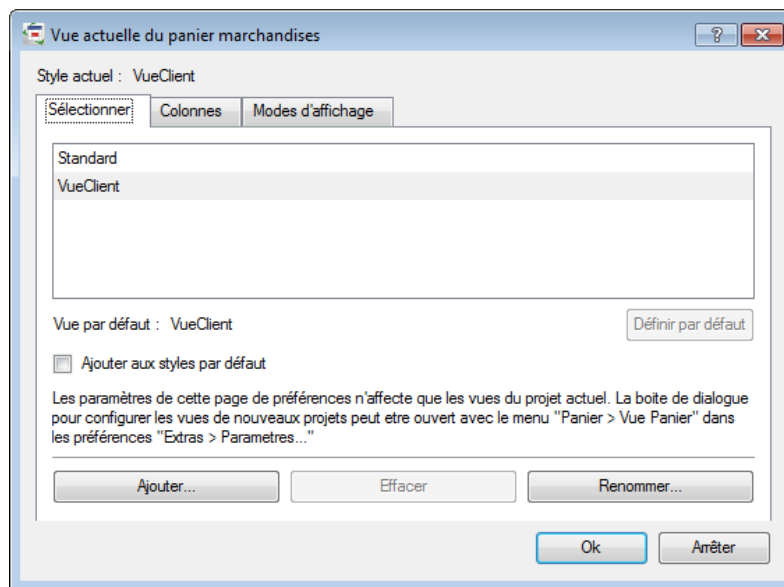 Vue actuelle du panier marchandises
Style actuel : VueClient
Sélectionner Colonnes Modes d'affichage
Standard
VueClient
Vue par défaut : VueClient Définir par défaut
Ajouter aux styles par défaut
Les paramètres de cette page de préférences n'affecte que les vues du projet actuel. La boite de dialogue
pour configurer les vues de nouveaux projets peut etre ouvert avec le menu "Panier > Vue Panier" dans
les préférences "Extras > Parametres..."
Ajouter... Effacer Renommer...
Ok Arrêter